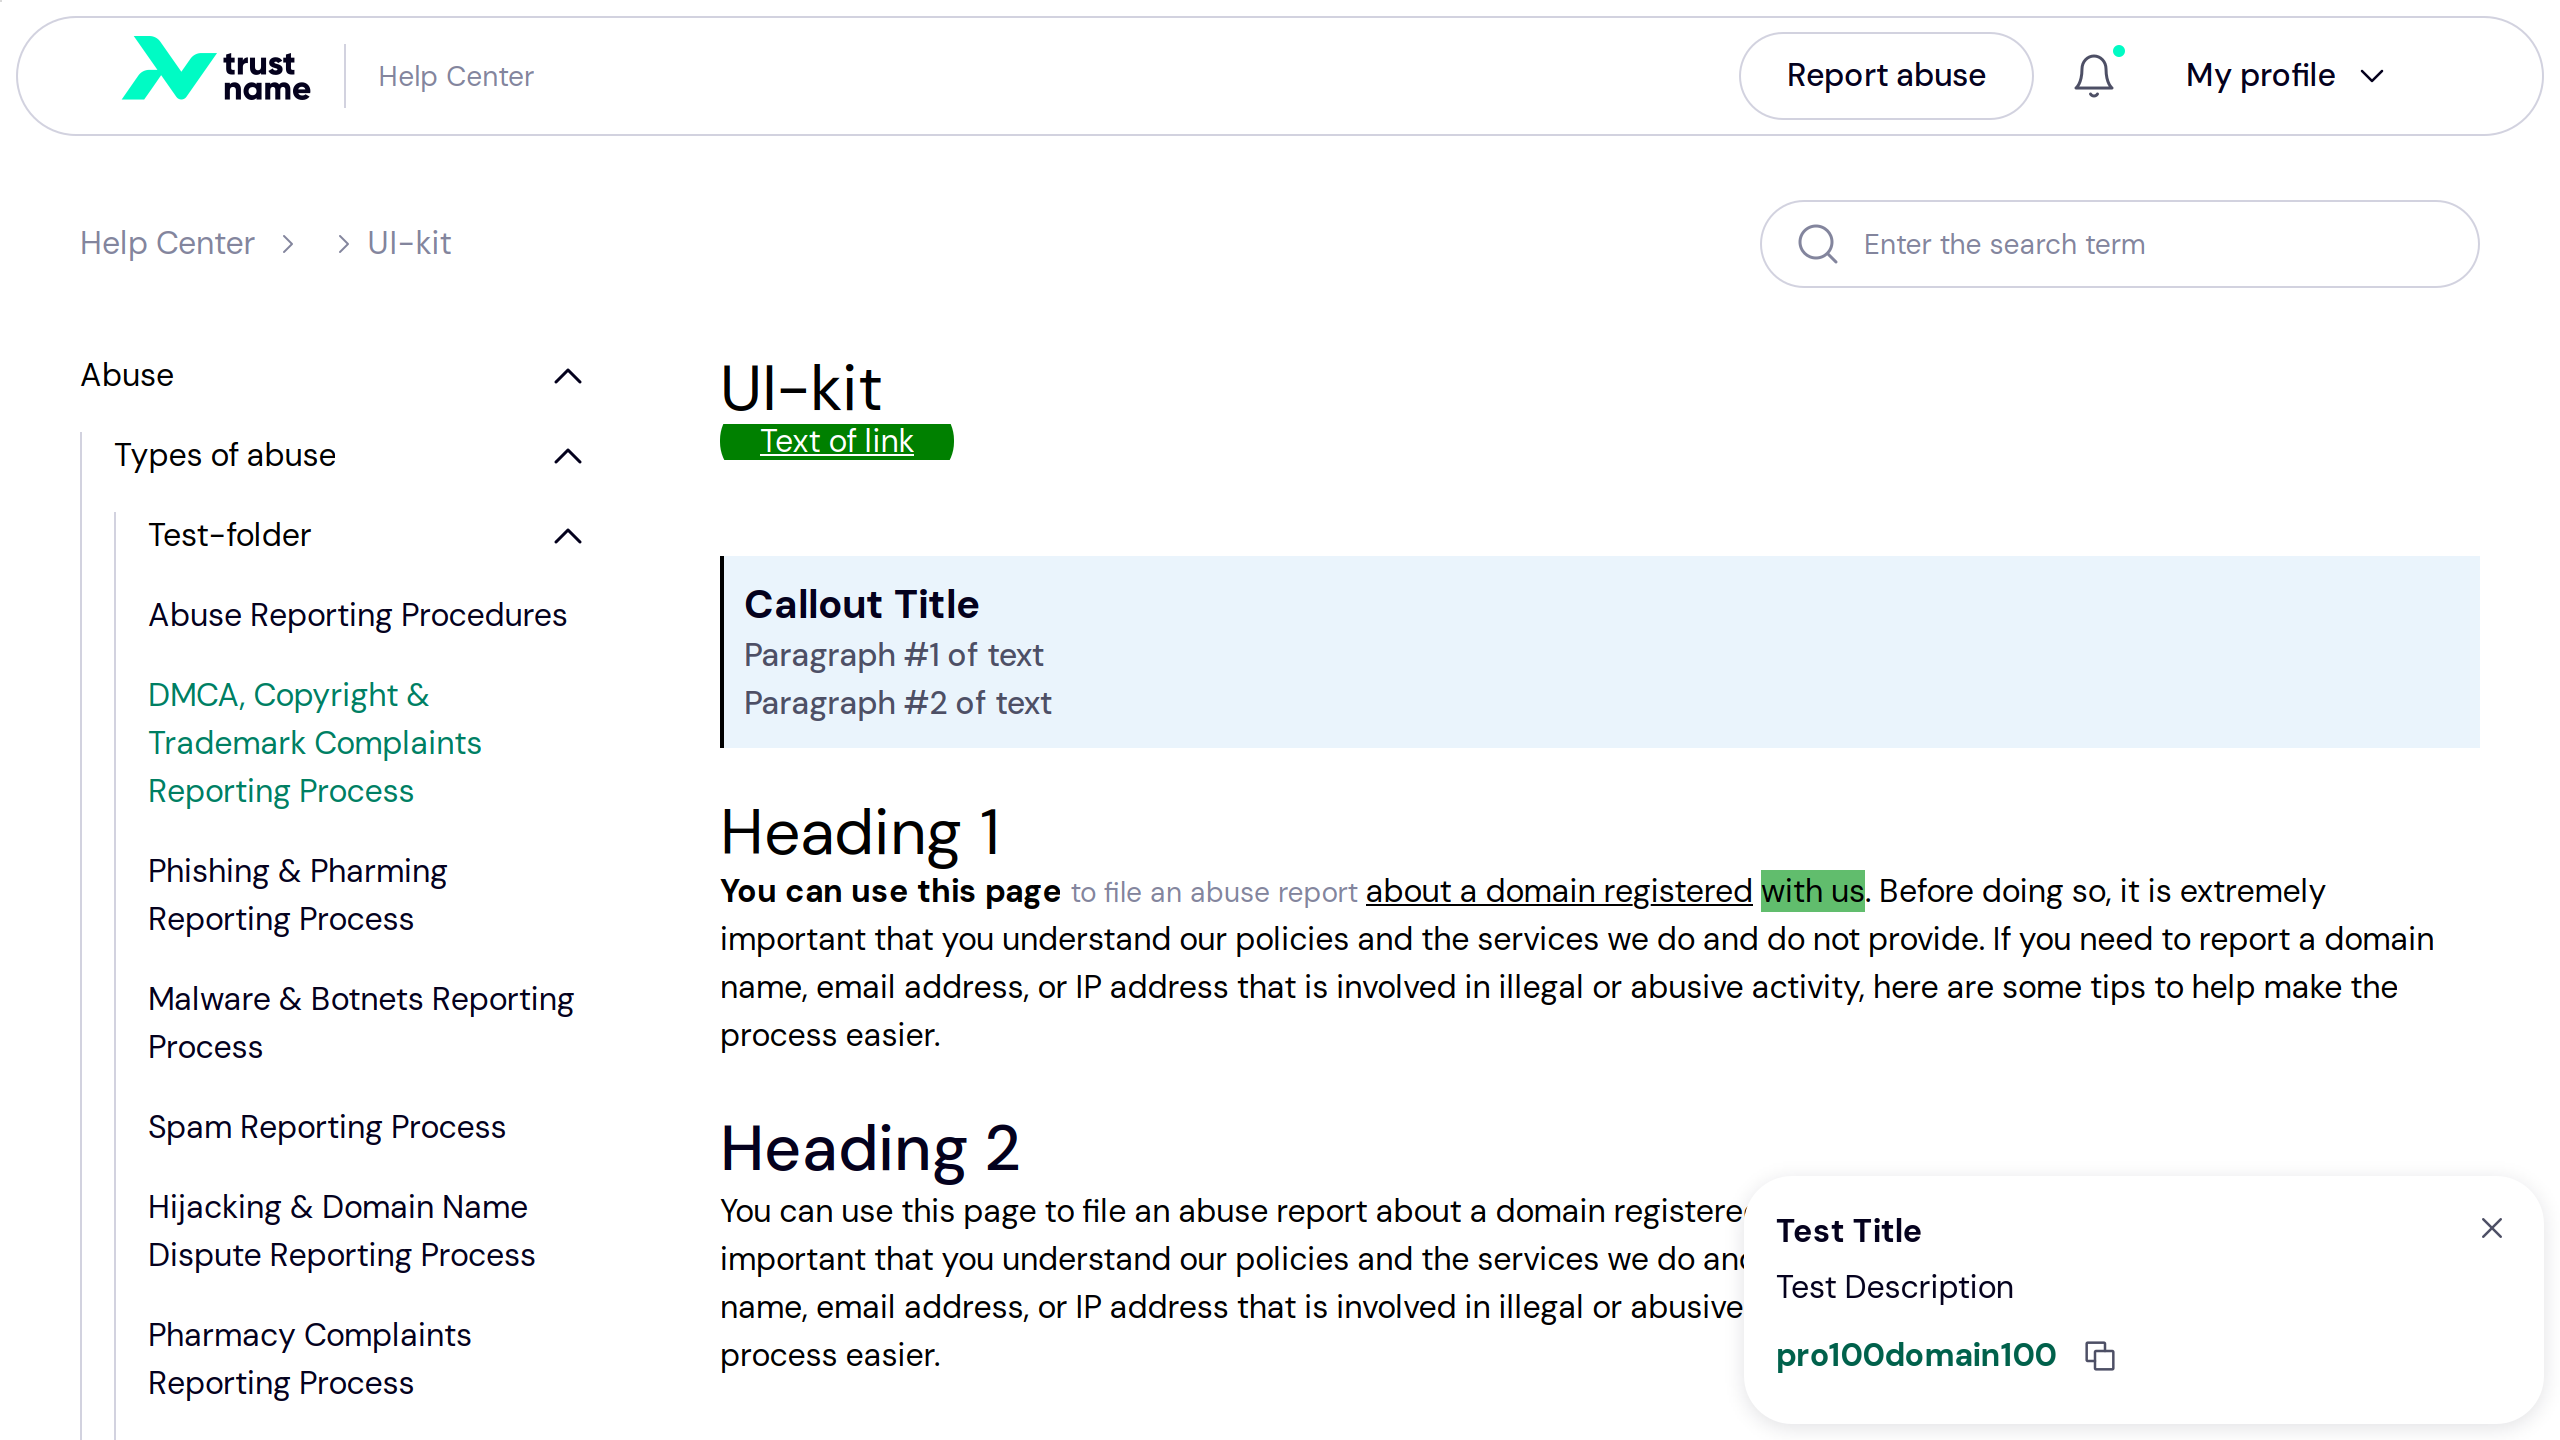 trust
name
Help Center
Report abuse
My profile
Help Center
UI-kit
Enter the search term
Abuse
Types of abuse
Test-folder
Abuse Reporting Procedures
DMCA, Copyright &
Trademark Complaints
Reporting Process
Phishing & Pharming
Reporting Process
Malware & Botnets Reporting
Process
Spam Reporting Process
Hijacking & Domain Name
Dispute Reporting Process
Pharmacy Complaints
Reporting Process
UI-kit
Text of link
Callout Title
Paragraph #1 of text
Paragraph #2 of text
Heading 1
You can use this page to file an abuse report about a domain registered with us. Before doing so, it is extremely
important that you understand our policies and the services we do and do not provide. If you need to report a domain
name, email address, or IP address that is involved in illegal or abusive activity, here are some tips to help make the
process easier.
Heading 2
You can use this page to file an abuse report about a domain registered
important that you understand our policies and the services we do and
name, email address, or IP address that is involved in illegal or abusive
process easier.
Test Title
Test Description
pro100domain100